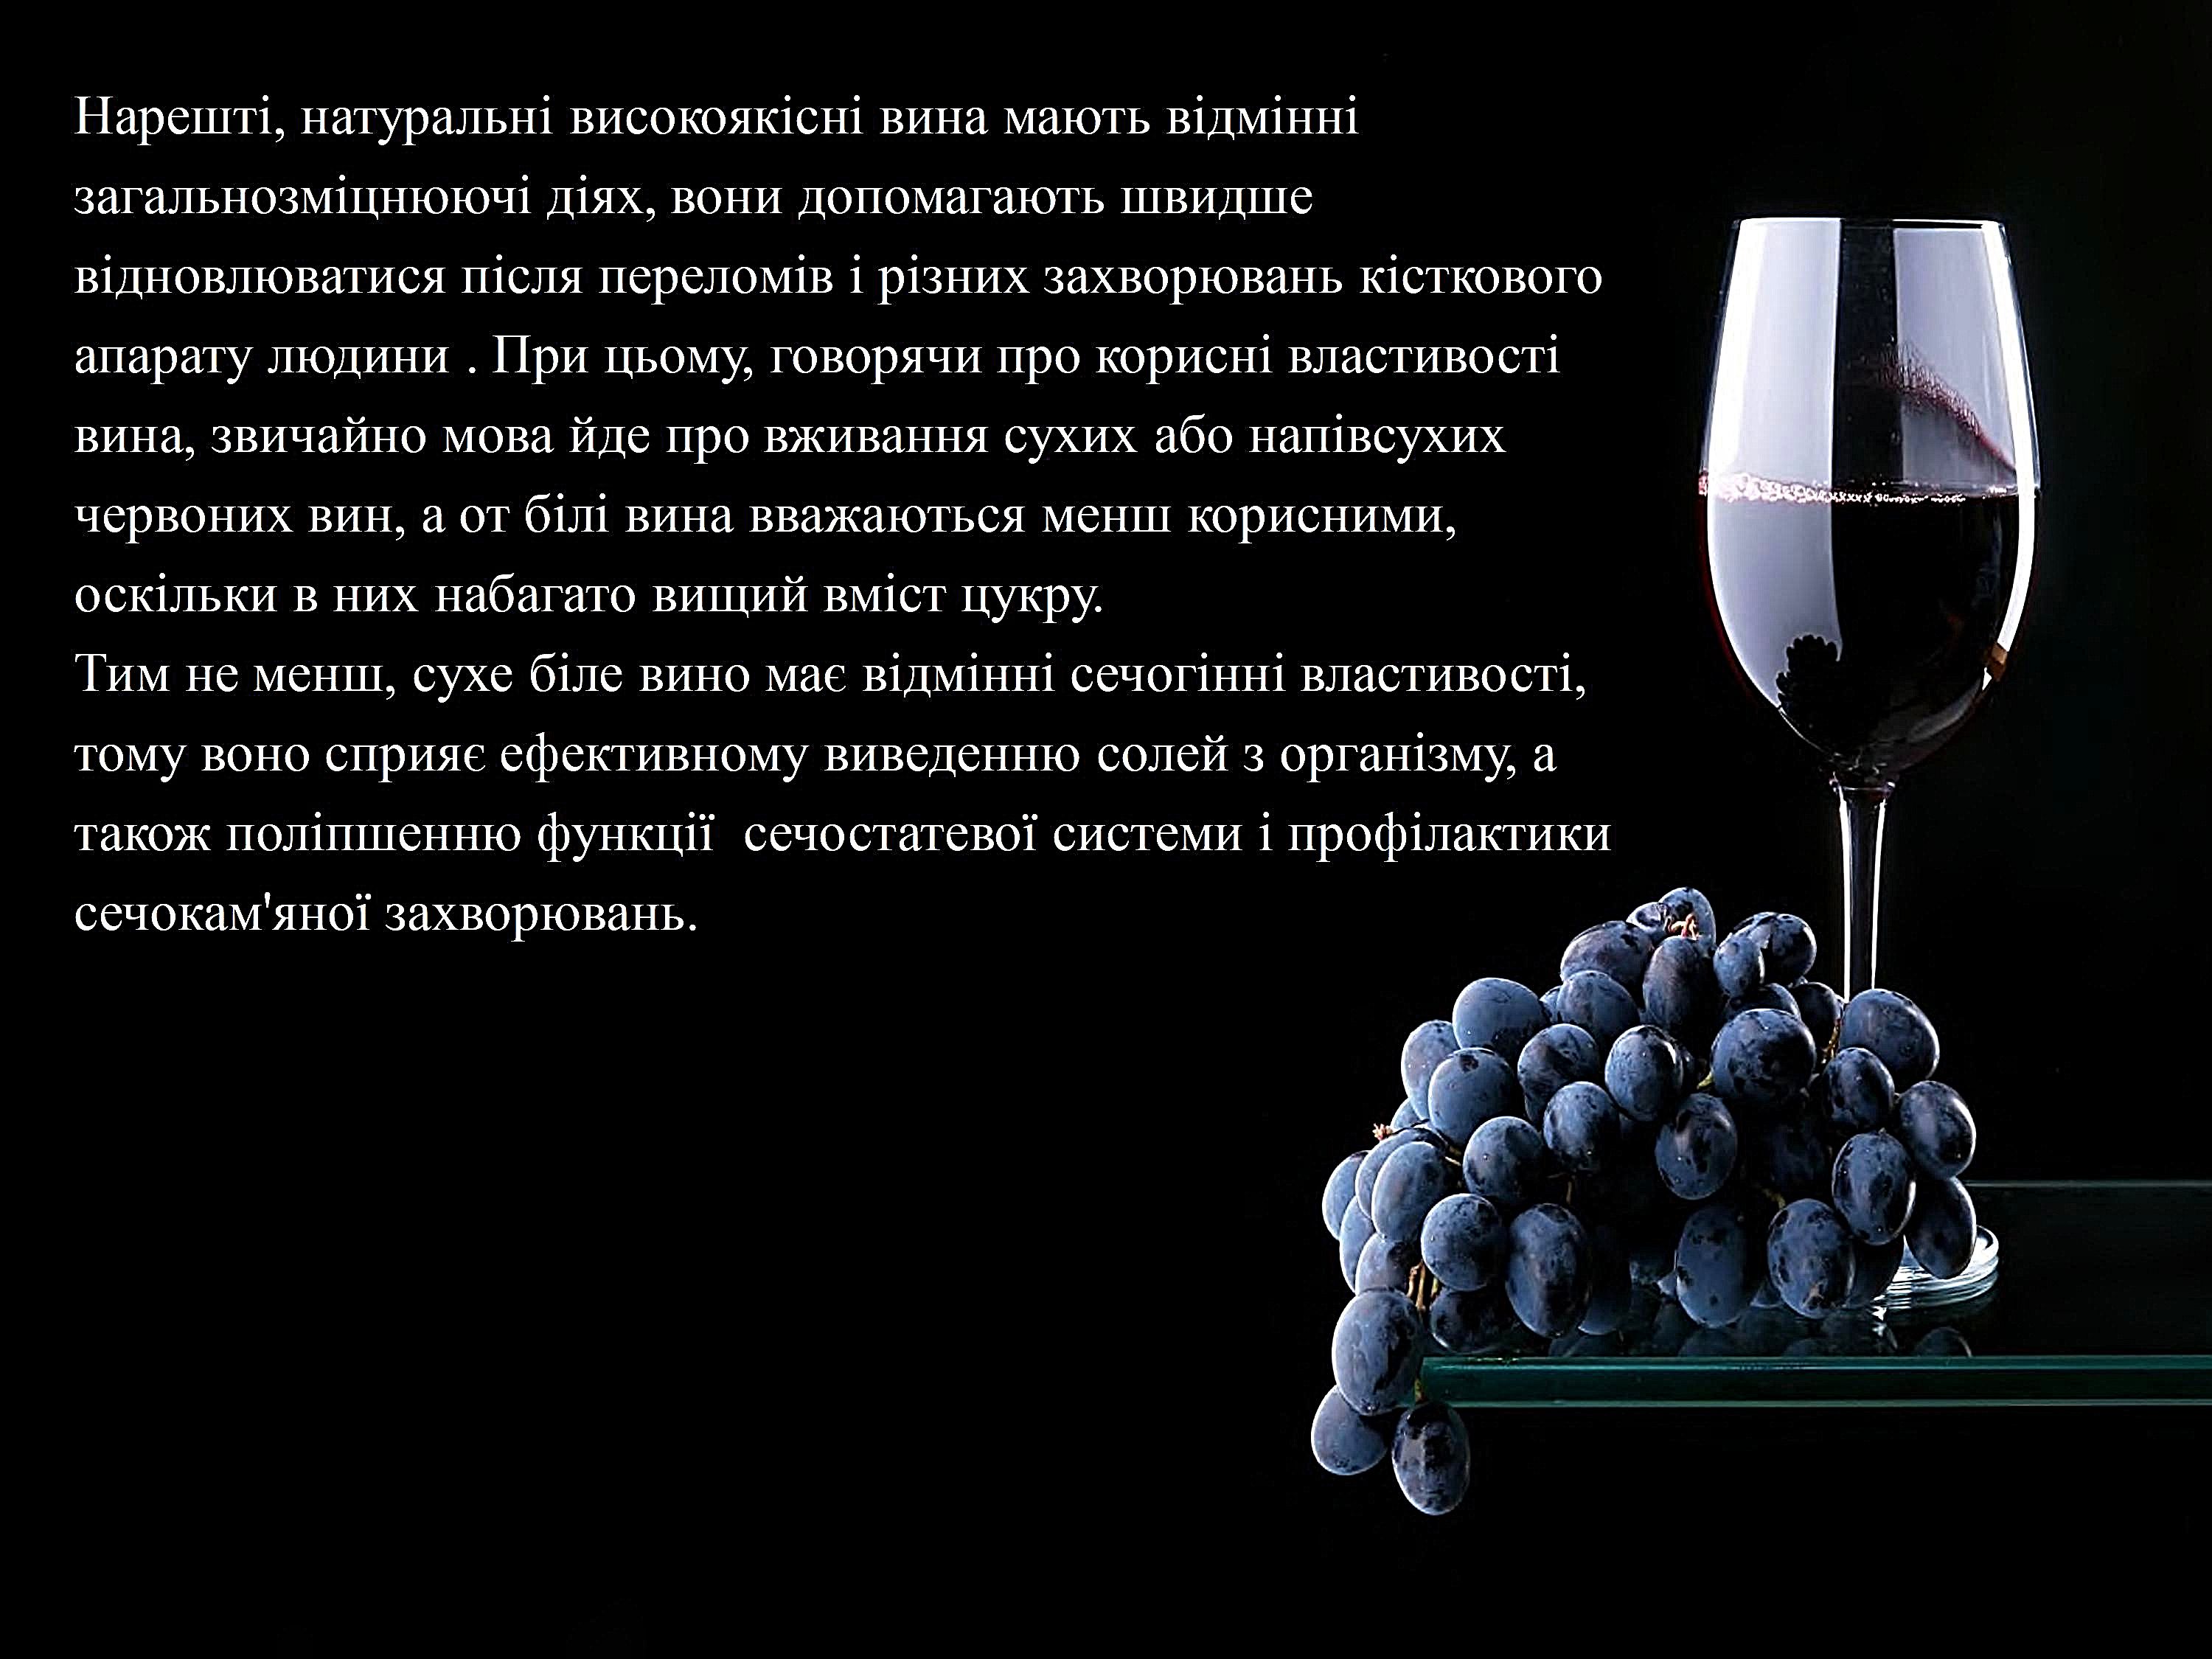 Нарешті, натуральні високоякісні вина мають відмінні
загальнозміцнюючі діях, вони допомагають швидше
відновлюватися після переломів і різних захворювань кісткового
апарату людини . При цьому, говорячи про корисні властивості
вина, звичайно мова йде про вживання сухих або напівсухих
червоних вин, а от білі вина вважаються менш корисними,
оскільки в них набагато вищий вміст цукру.
Тим не менш, сухе біле вино має відмінні сечогінні властивості,
тому воно сприяє ефективному виведенню солей з організму, а
також поліпшенню функції  сечостатевої системи і профілактики
сечокам'яної захворювань.